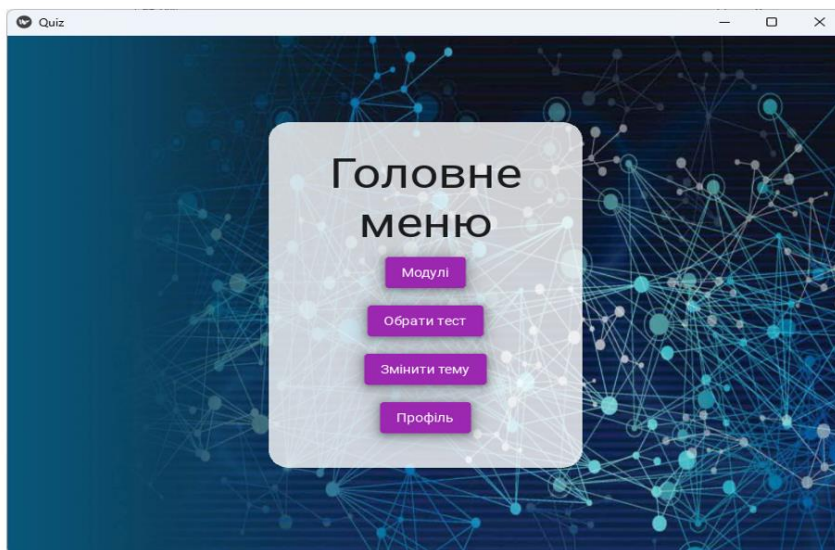 Quiz
Головне
меню
Модулі
Обрати тест
Змінити тему
Профіль